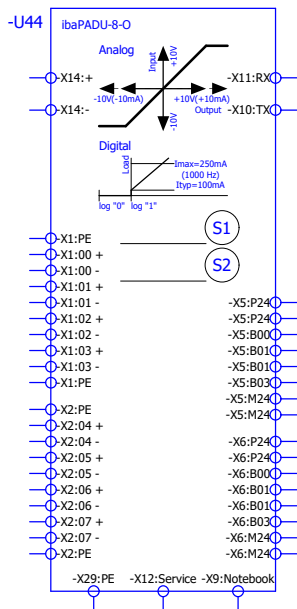 -U44
ibaPADU-8-O
Analog
Input
+10V
-X14:+
-X11:RX
-10V(-10mA)
+10V(+10mA)
-X14:-
Output
-X10:TX
-10V
Digital
Load
Imax=250mA
(1000 Hz)
Ityp=100mA
log "0"
log "1"
S1
-X1:PE
-X1:00 +
S2
-X1:00 -
-X1:01 +
-X1:01 -
-X5:P24
-X1:02 +
-X5:P24
-X1:02 -
-X5:B00
-X1:03 +
-X5:B01
-X1:03 -
-X5:B01
-X1:PE
-X5:B03
-X5:M24
-X2:PE
-X5:M24
-X2:04 +
-X2:04 -
-X6:P24
-X2:05 +
-X6:P24
-X2:05 -
-X6:B00
-X2:06 +
-X6:B01
-X2:06 -
-X6:B01
-X2:07 +
-X6:B03
-X2:07 -
-X6:M24
-X2:PE
-X6:M24
-X29:PE
-X12:Service
-X9:Notebook